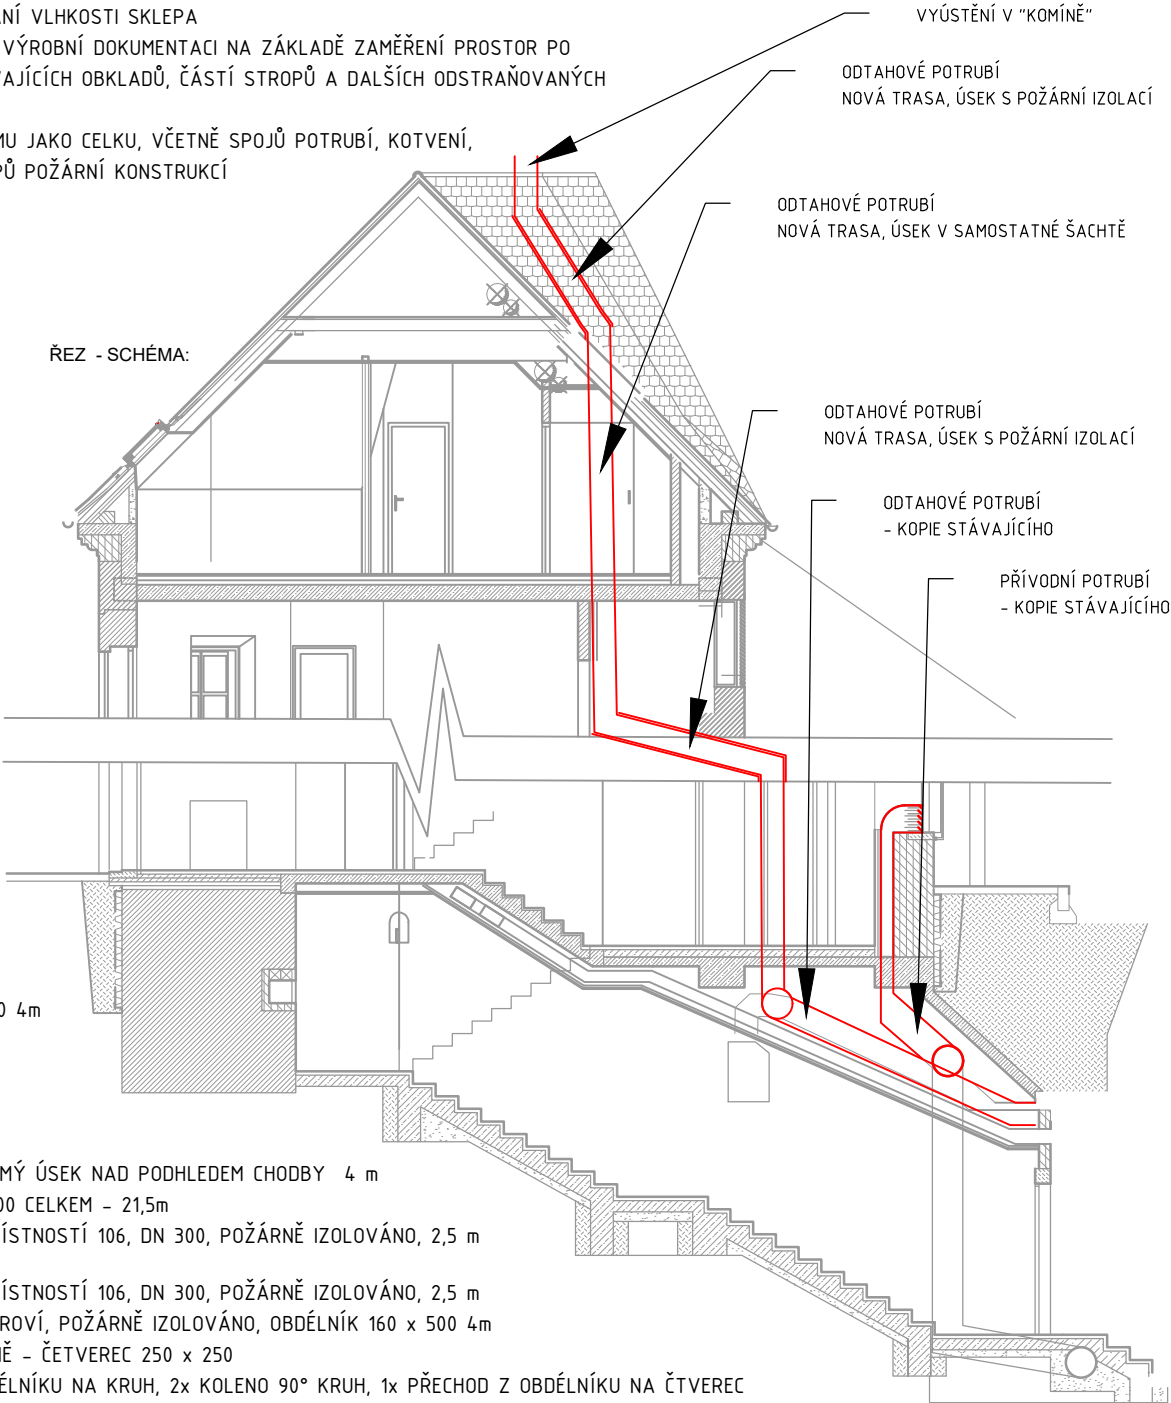 ÁNÍ VLHKOSTI SKLEPA
VÝROBNÍ DOKUMENTACI NA ZÁKLADĚ ZAMĚŘENÍ PROSTOR PO
VAJÍCÍCH OBKLADŮ, ČÁSTÍ STROPŮ A DALŠÍCH ODSTRAŇOVANÝCH
MU JAKO CELKU, VČETNĚ SPOJŮ POTRUBÍ, KOTVENÍ,
PŮ POŽÁRNÍ KONSTRUKCÍ
VYÚSTĚNÍ V "KOMÍNĚ"
ODTAHOVÉ POTRUBÍ
NOVÁ TRASA, ÚSEK S POŽÁRNÍ IZOLACÍ
ODTAHOVÉ POTRUBÍ
NOVÁ TRASA, ÚSEK V SAMOSTATNÉ ŠACHTĚ
ŘEZ - SCHÉMA:
ODTAHOVÉ POTRUBÍ
NOVÁ TRASA, ÚSEK S POŽÁRNÍ IZOLACÍ
ODTAHOVÉ POTRUBÍ
- KOPIE STÁVAJÍCÍHO
PŘÍVODNÍ POTRUBÍ
- KOPIE STÁVAJÍCÍHO
0 4m
MÝ ÚSEK NAD PODHLEDEM CHODBY 4 m
00 CELKEM - 21,5m
ÍSTNOSTÍ 106, DN 300, POŽÁRNĚ IZOLOVÁNO, 2,5 m
ÍSTNOSTÍ 106, DN 300, POŽÁRNĚ IZOLOVÁNO, 2,5 m
ROVÍ, POŽÁRNĚ IZOLOVÁNO, OBDÉLNÍK 160 x 500 4m
NĚ - ČETVEREC 250 x 250
ÉLNÍKU NA KRUH, 2x KOLENO 90° KRUH, 1x PŘECHOD Z OBDÉLNÍKU NA ČTVEREC